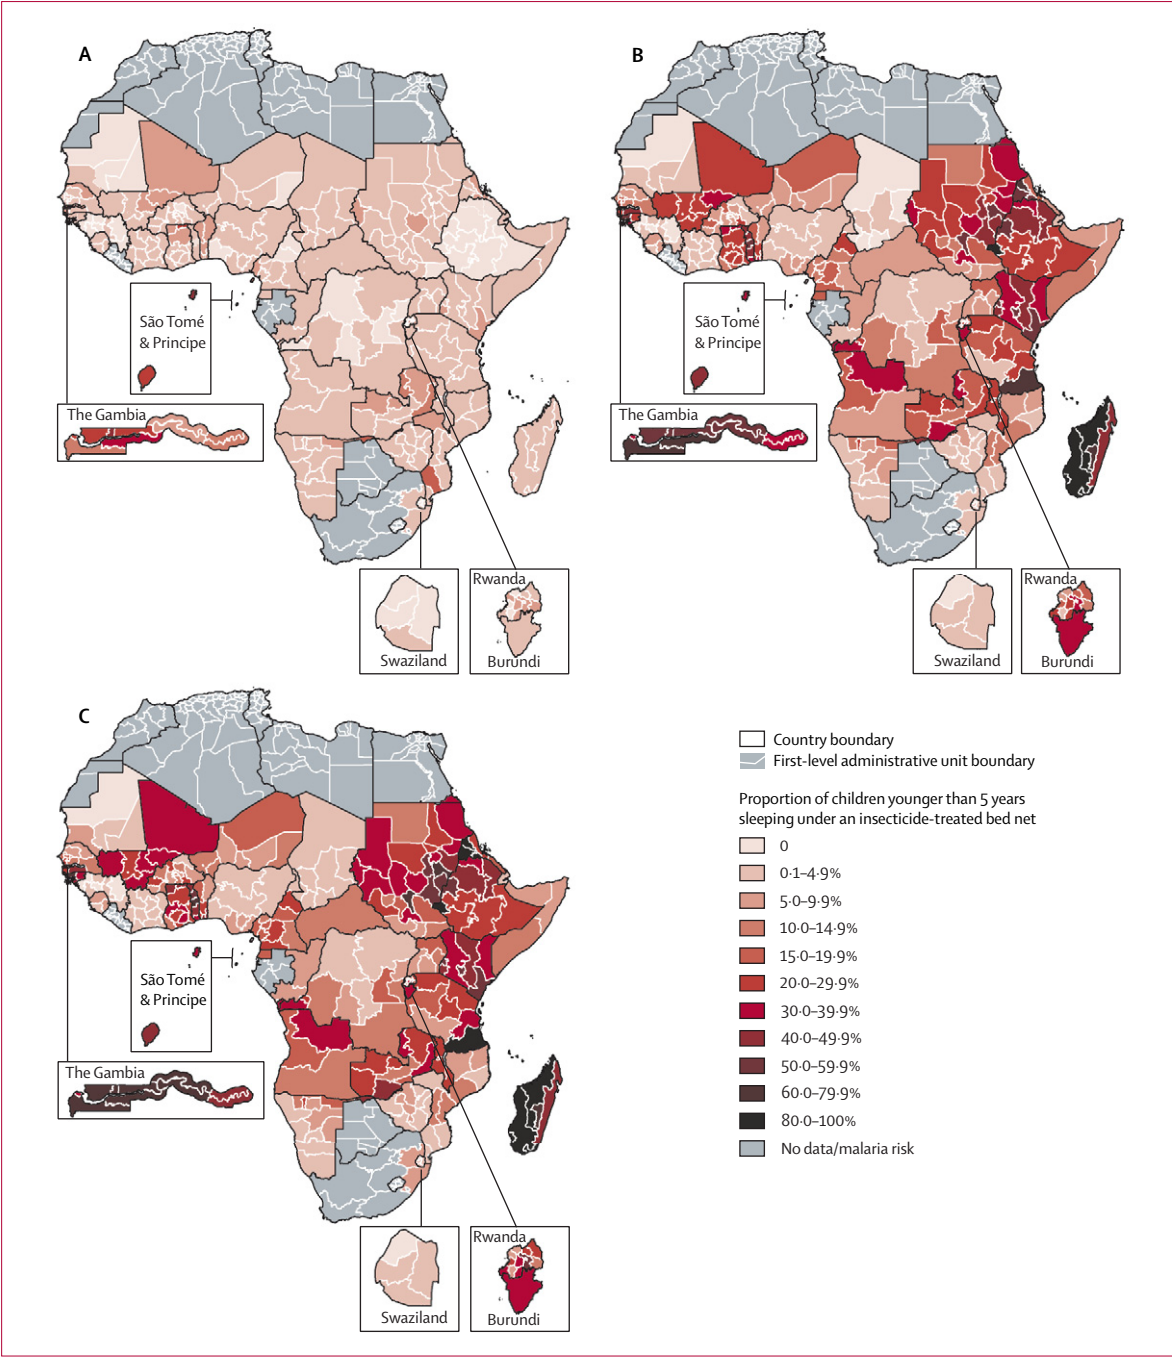 A
São Tomé
& Principe
The Gambia
Swaziland
Rwanda
Burundi
B
São Tomé
& Principe
The Gambia
Swaziland
Rwanda
Burundi
C
São Tomé
& Principe
The Gambia
Swaziland
Rwanda
Burundi
Country boundary
First-level administrative unit boundary
Proportion of children younger than 5 years
sleeping under an insecticide-treated bed net
0
0·1–4·9%
5·0–9·9%
10·0–14·9%
15·0–19·9%
20·0–29·9%
30·0–39·9%
40·0–49·9%
50·0–59·9%
60·0–79·9%
80·0–100%
No data/malaria risk